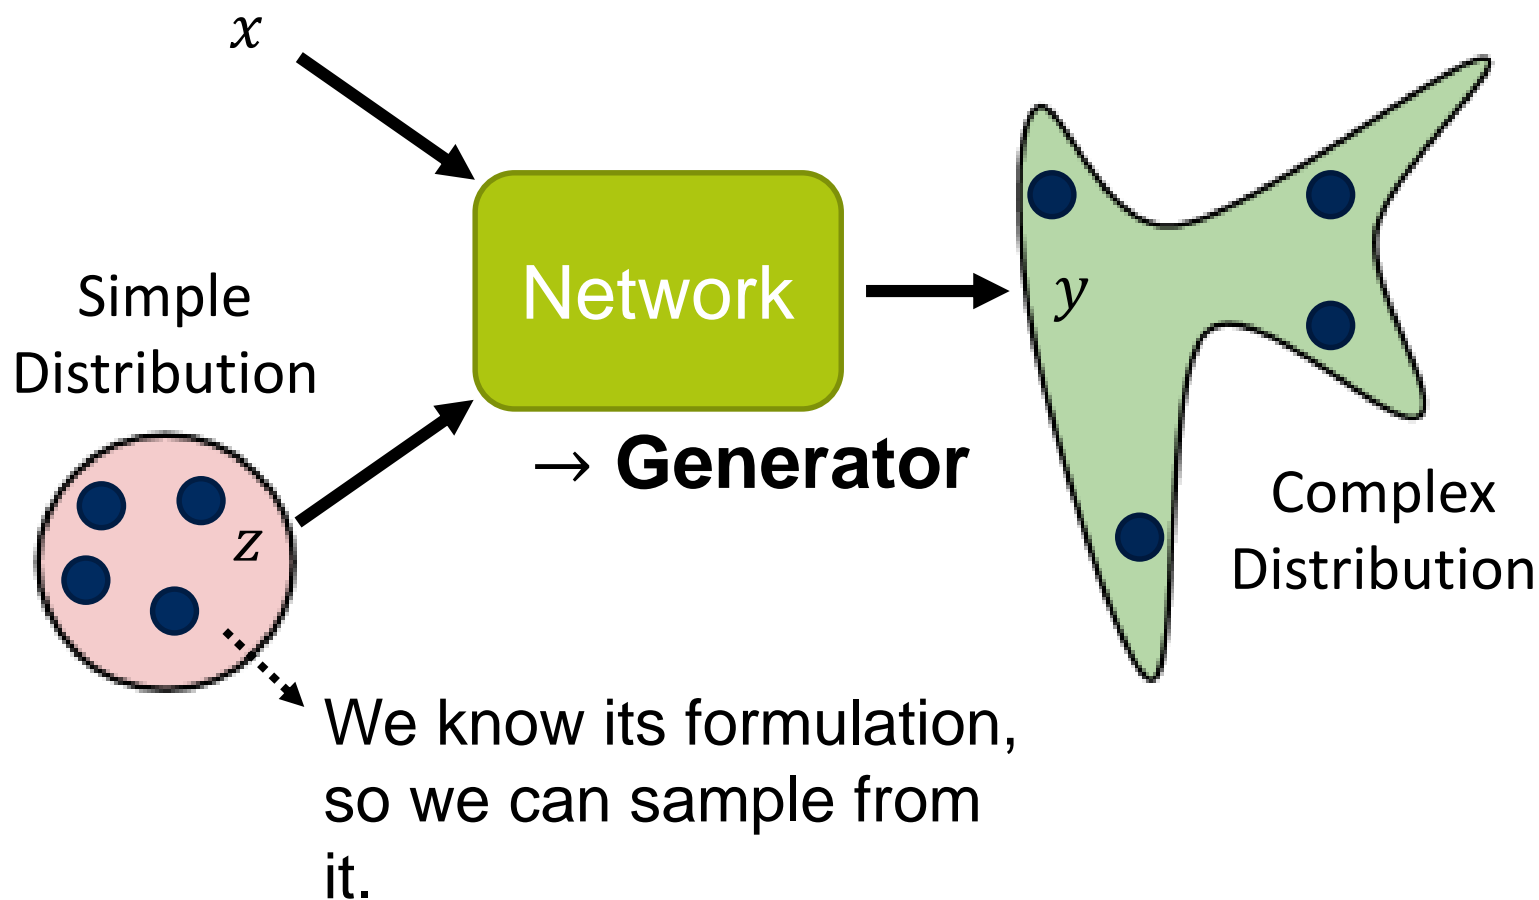 x
Network
Simple
Distribution
y
z
→ Generator
Complex
Distribution
We know its formulation,
so we can sample from
it.